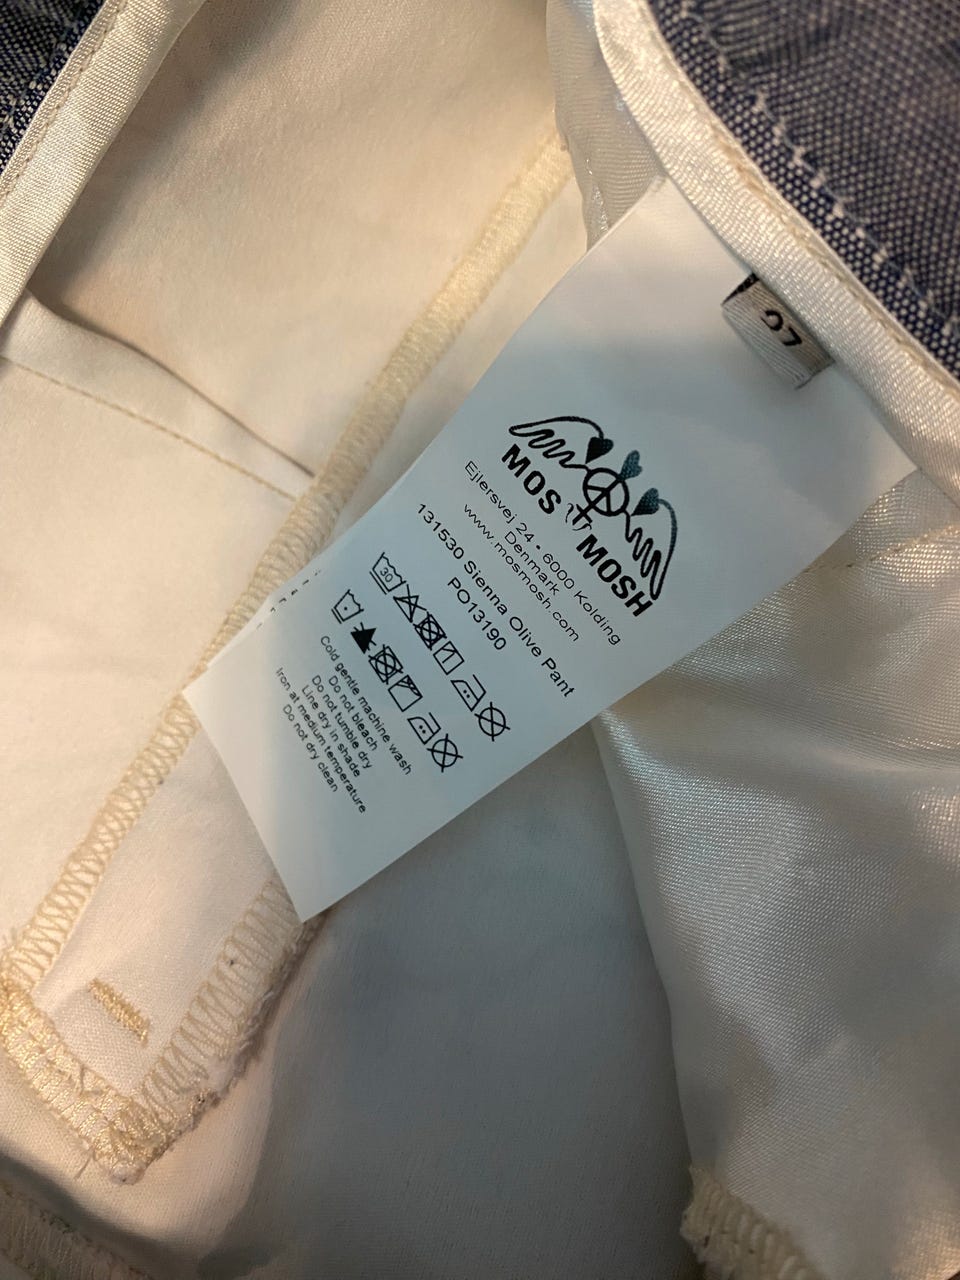 27
MOS MOSH
Ejlersvej 24 • 6000 Kolding
Denmark
www.mosmosh.com
131530 Sienna Olive Pant
PO13190
30
Cold gentle machine wash
Do not bleach
Do not tumble dry
Line dry in shade
Iron at medium temperature
Do not dry clean